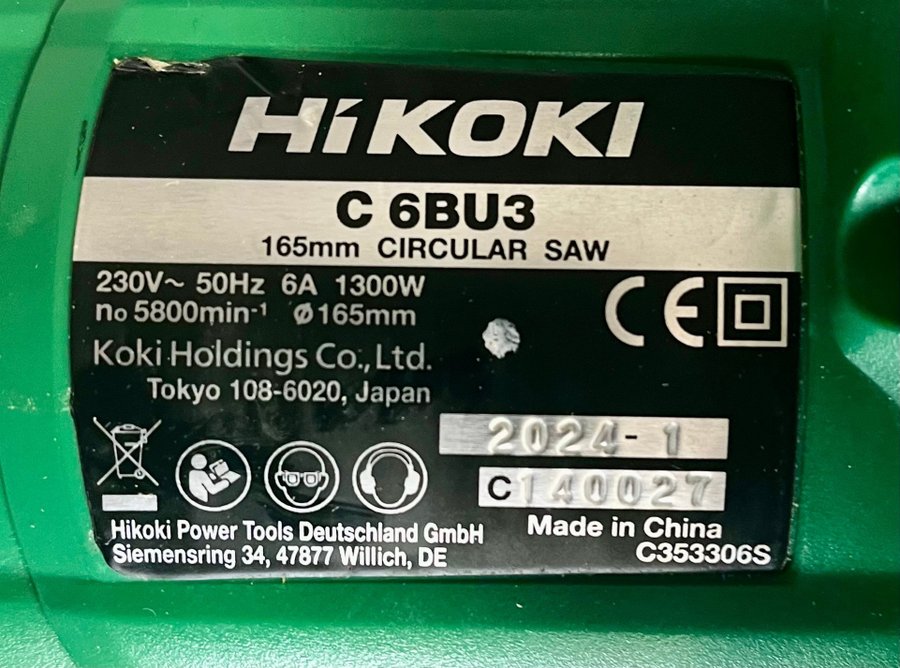 HiKOKI
C 6BU3
165mm CIRCULAR SAW
230V~ 50Hz 6A 1300W
no 5800min-¹ Ø165mm
Koki Holdings Co., Ltd.
Tokyo 108-6020, Japan
CE
2024-1
C140027
Hikoki Power Tools Deutschland GmbH
Siemensring 34, 47877 Willich, DE
Made in China
C353306S